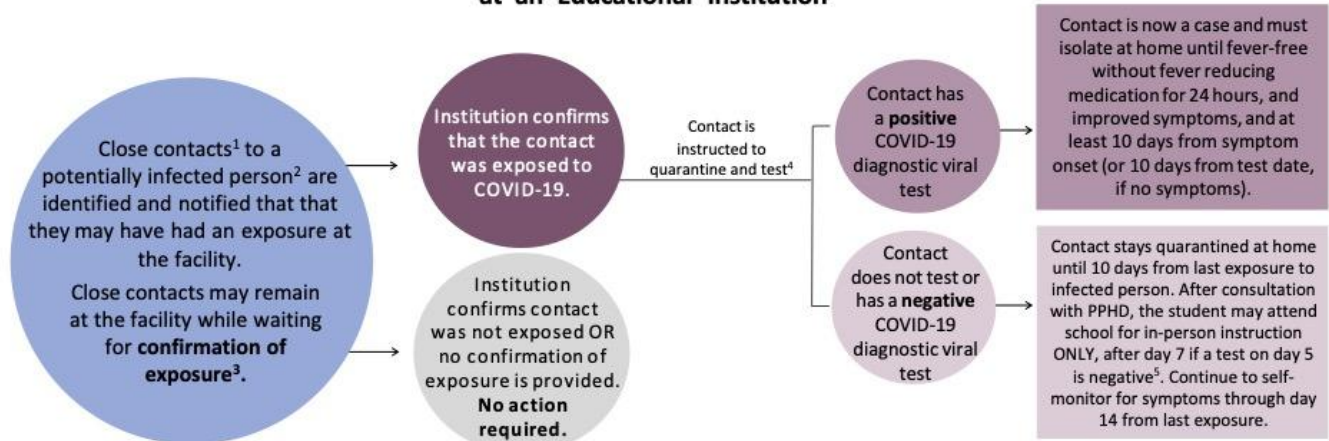 at an Educational Institution
Close contacts¹ to a
potentially infected person² are
identified and notified that that
they may have had an exposure at
the facility.
Close contacts may remain
at the facility while waiting
for confirmation of
exposure³.
Institution confirms
that the contact
was exposed to
COVID-19.
Institution
confirms contact
was not exposed OR
no confirmation of
exposure is provided.
No action
required.
Contact is
instructed to
quarantine and test⁴
Contact has
a positive
COVID-19
diagnostic viral
test
Contact
does not test or
has a negative
COVID-19
diagnostic viral
test
Contact is now a case and must
isolate at home until fever-free
without fever reducing
medication for 24 hours, and
improved symptoms, and at
least 10 days from symptom
onset (or 10 days from test date,
if no symptoms).
Contact stays quarantined at home
until 10 days from last exposure to
infected person. After consultation
with PPHD, the student may attend
school for in-person instruction
ONLY, after day 7 if a test on day 5
is negative⁵. Continue to self-
monitor for symptoms through day
14 from last exposure.